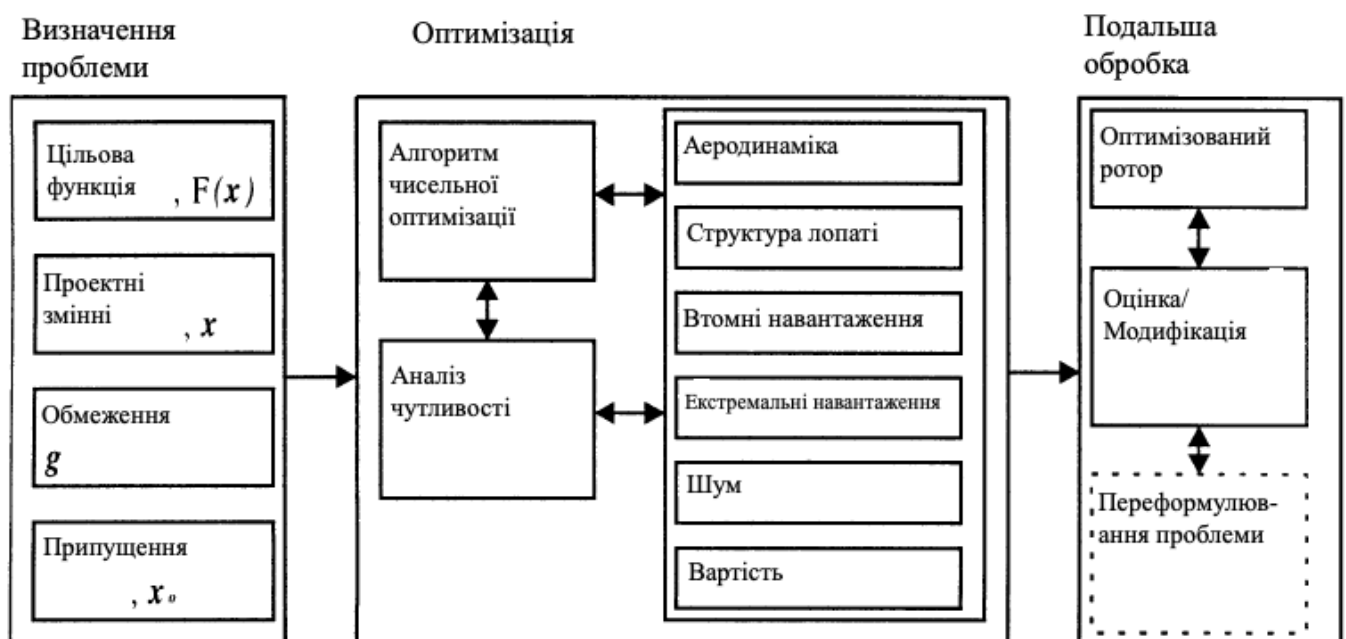 Визначення
проблеми
Цільова
функція , F(x)
Проектні
змінні , x
Обмеження
g
Припущення
, x₀
Оптимізація
Алгоритм
чисельної
оптимізації
Аналіз
чутливості
Аеродинаміка
Структура лопаті
Втомні навантаження
Екстремальні навантаження
Шум
Вартість
Подальша
обробка
Оптимізований
ротор
Оцінка/
Модифікація
Переформулюв-
ання проблеми